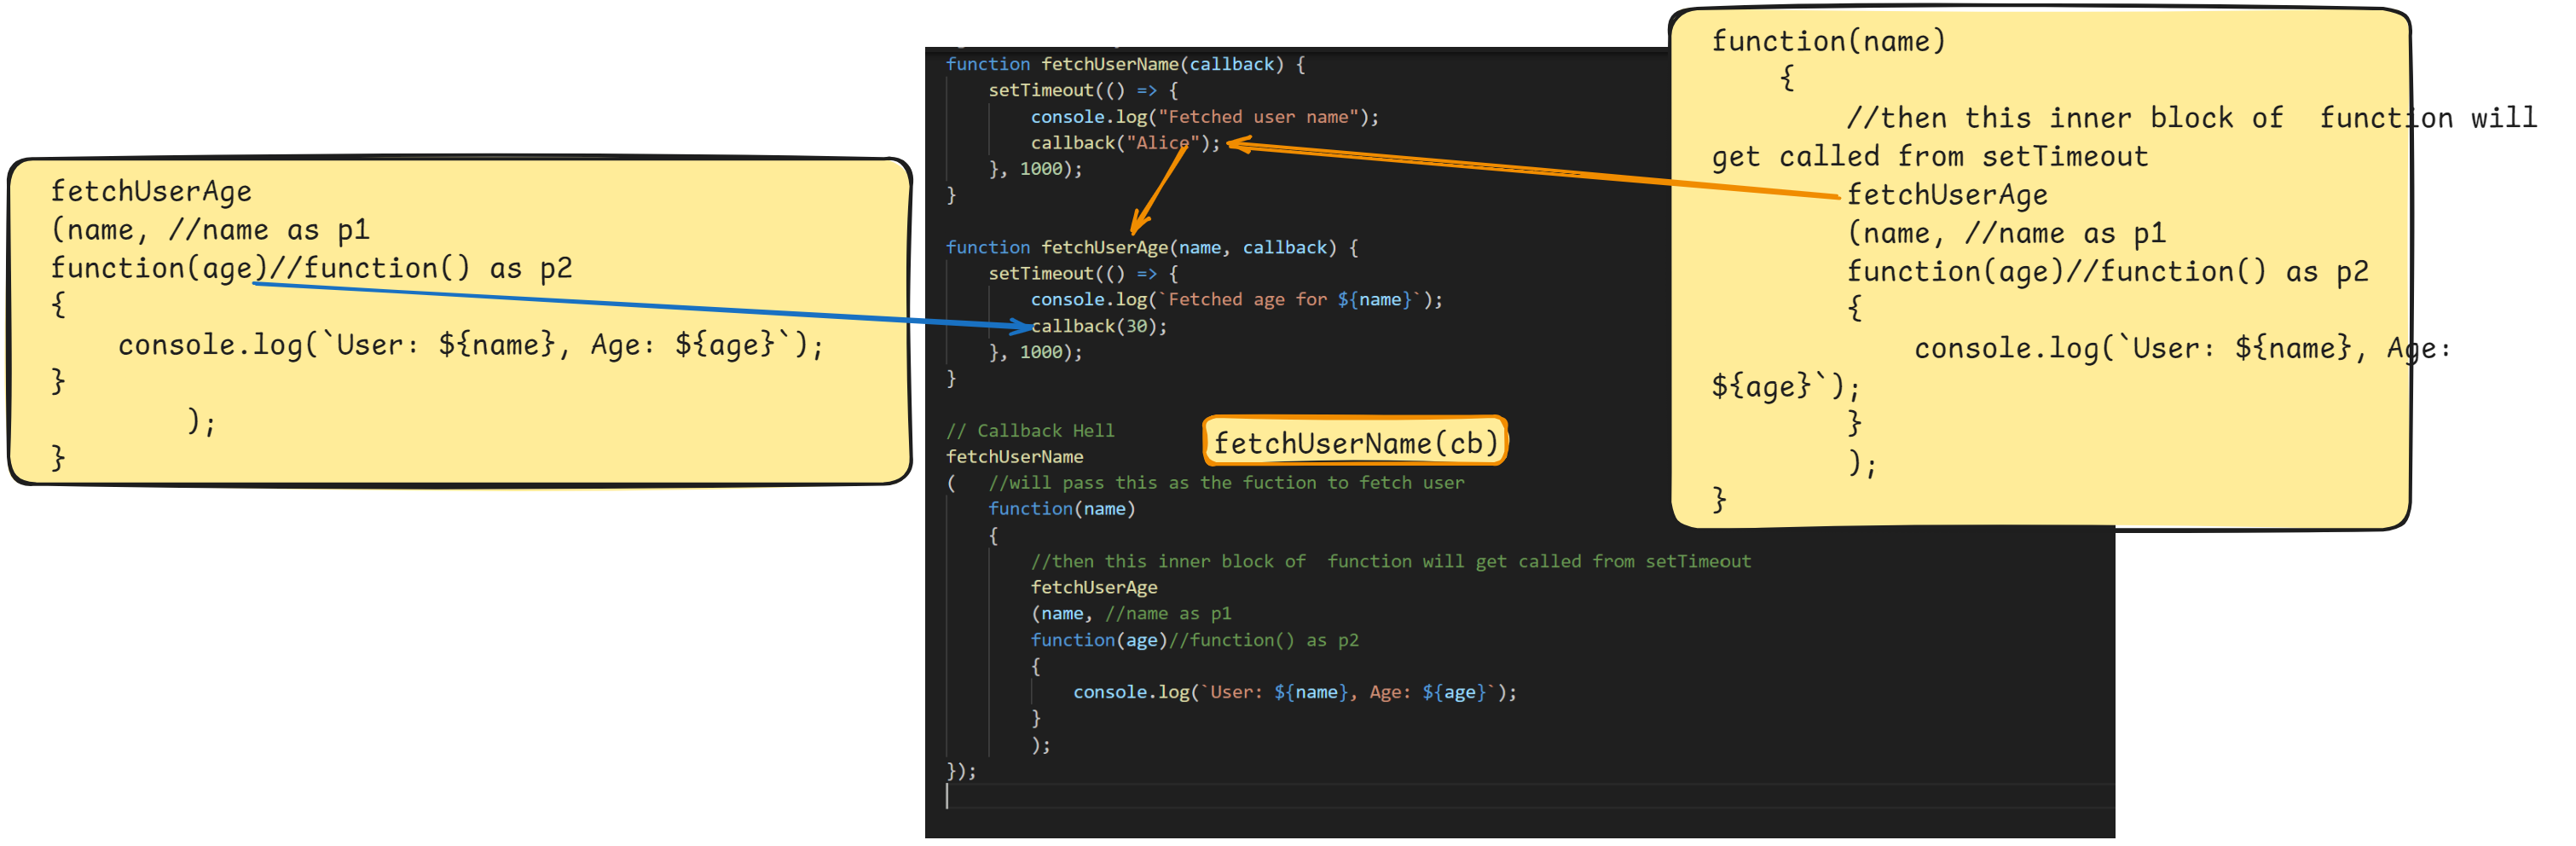 fetchUserAge
(name, //name as p1
function(age)//function() as p2
{
    console.log(`User: ${name}, Age: ${age}`);
}
        );
}
function fetchUserName(callback) {
    setTimeout(() => {
        console.log("Fetched user name");
        callback("Alice");
    }, 1000);
}

function fetchUserAge(name, callback) {
    setTimeout(() => {
        console.log(`Fetched age for ${name}`);
        callback(30);
    }, 1000);
}

// Callback Hell
fetchUserName
(   //will pass this as the fuction to fetch user
    function(name)
    {
        //then this inner block of  function will get called from setTimeout
        fetchUserAge
        (name, //name as p1
        function(age)//function() as p2
        {
            console.log(`User: ${name}, Age: ${age}`);
        }
        );
});
fetchUserName(cb)
function(name)
    {
        //then this inner block of  function will
get called from setTimeout
        fetchUserAge
        (name, //name as p1
        function(age)//function() as p2
        {
            console.log(`User: ${name}, Age:
${age}`);
        }
        );
}